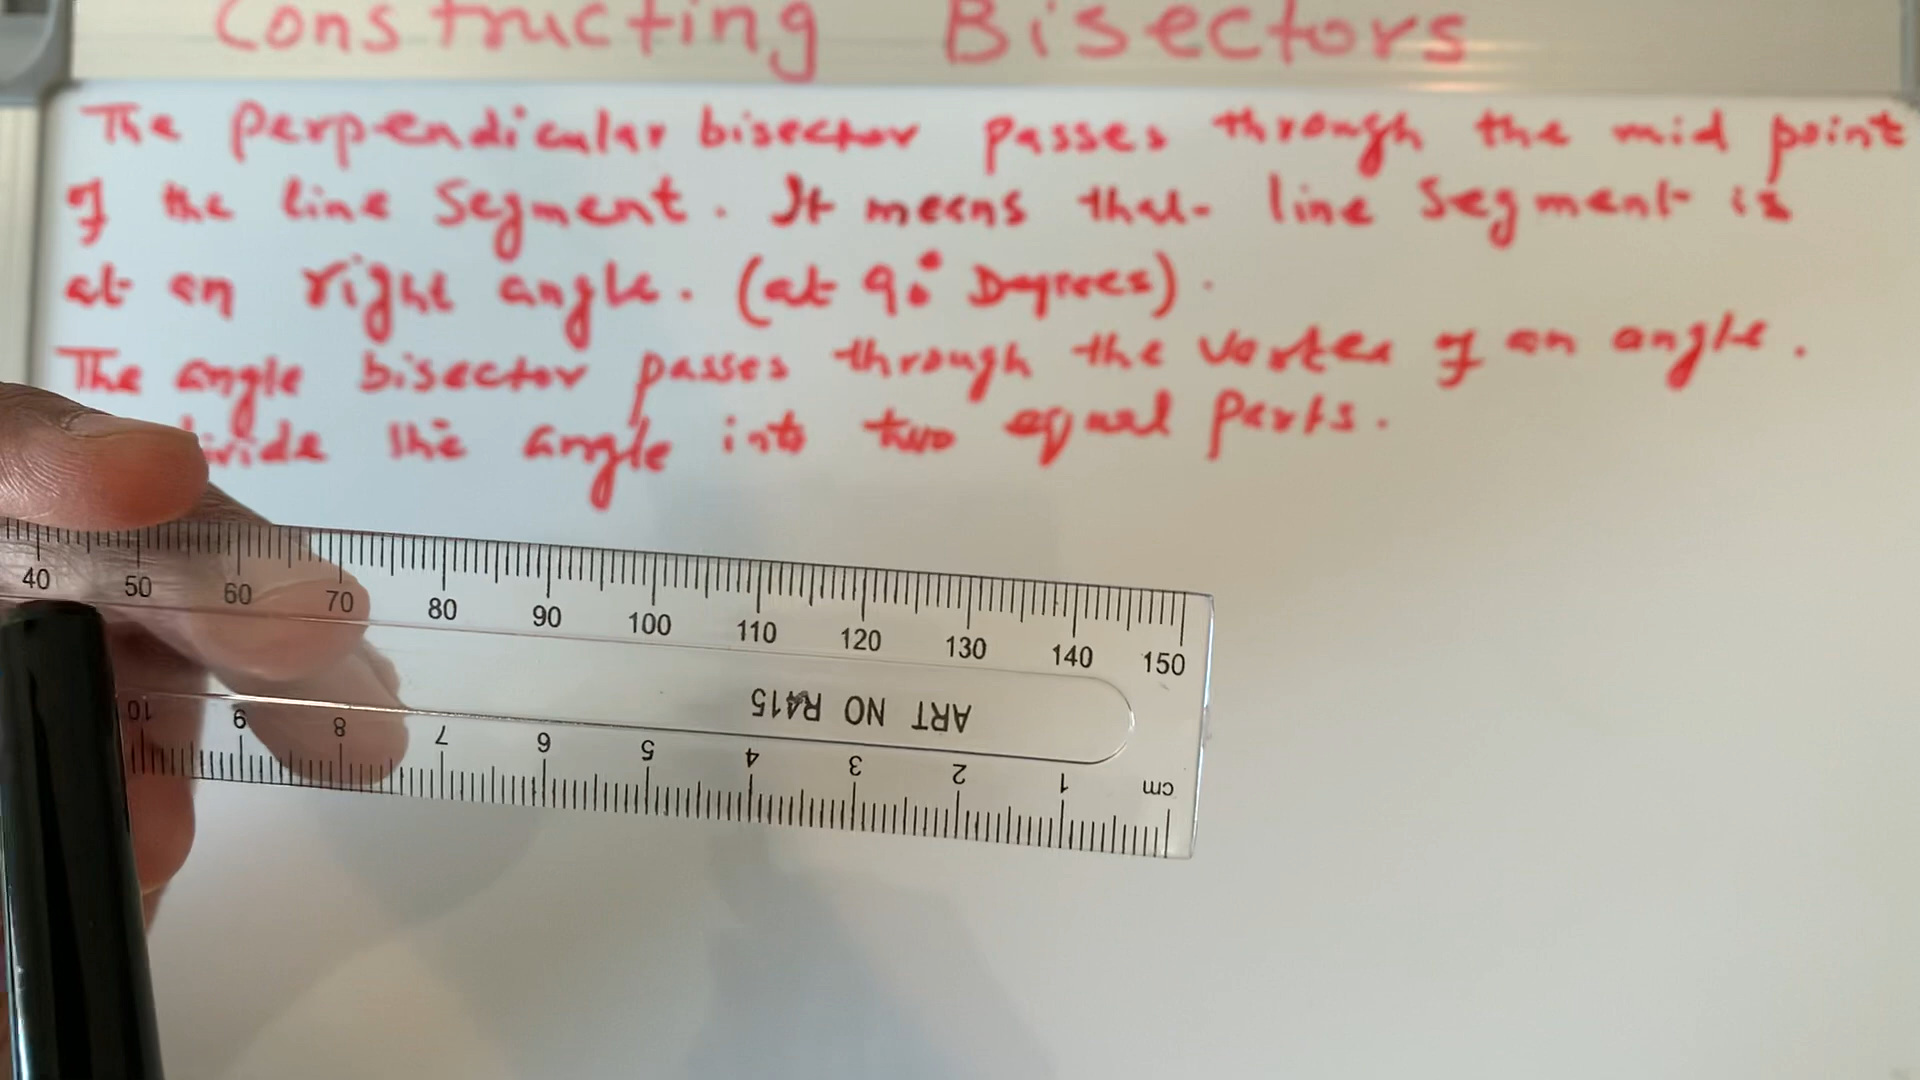 Constructing Bisectors
The perpendicular bisector passes through the mid point
of the line segment. It means that line segment is
at an right angle. (at 90° Degrees).
The angle bisector passes through the vertex of an angle.
the angle into two equal parts.
40 50 60 70 80 90 100 110 120 130 140 150
ART NO R415
10 9 8 7 6 5 4 3 2 1 cm